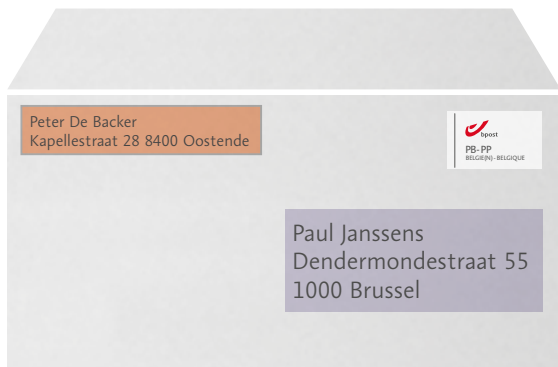 Peter De Backer
Kapellestraat 28 8400 Oostende
bpost
PB-PP
BELGIE(N)-BELGIQUE
Paul Janssens
Dendermondestraat 55
1000 Brussel